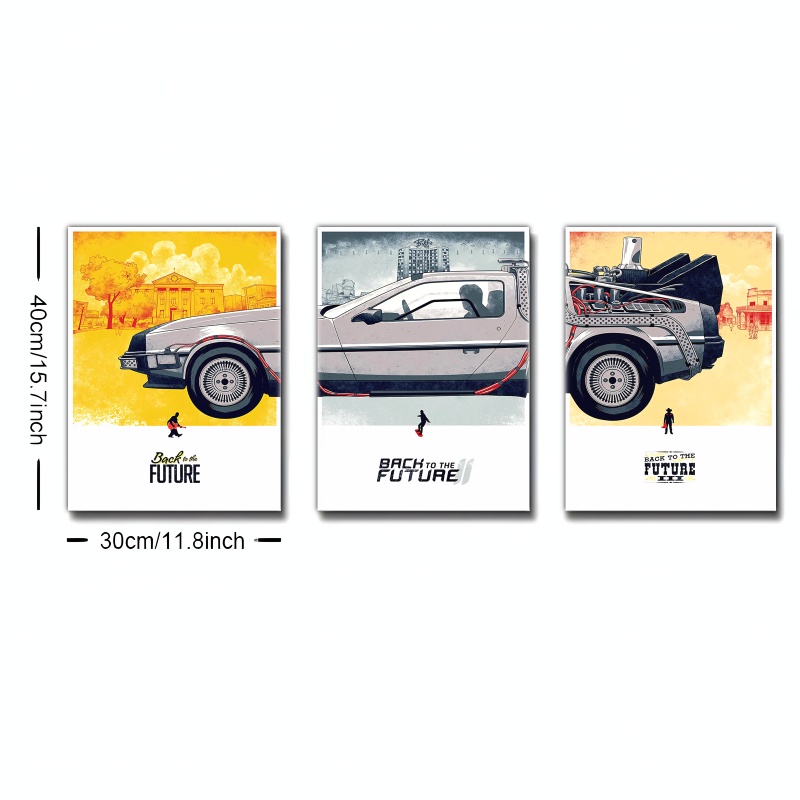 40cm/15.7inch
30cm/11.8inch
Back to the
FUTURE
BACK TO THE
FUTURE II
BACK TO THE
FUTURE
III